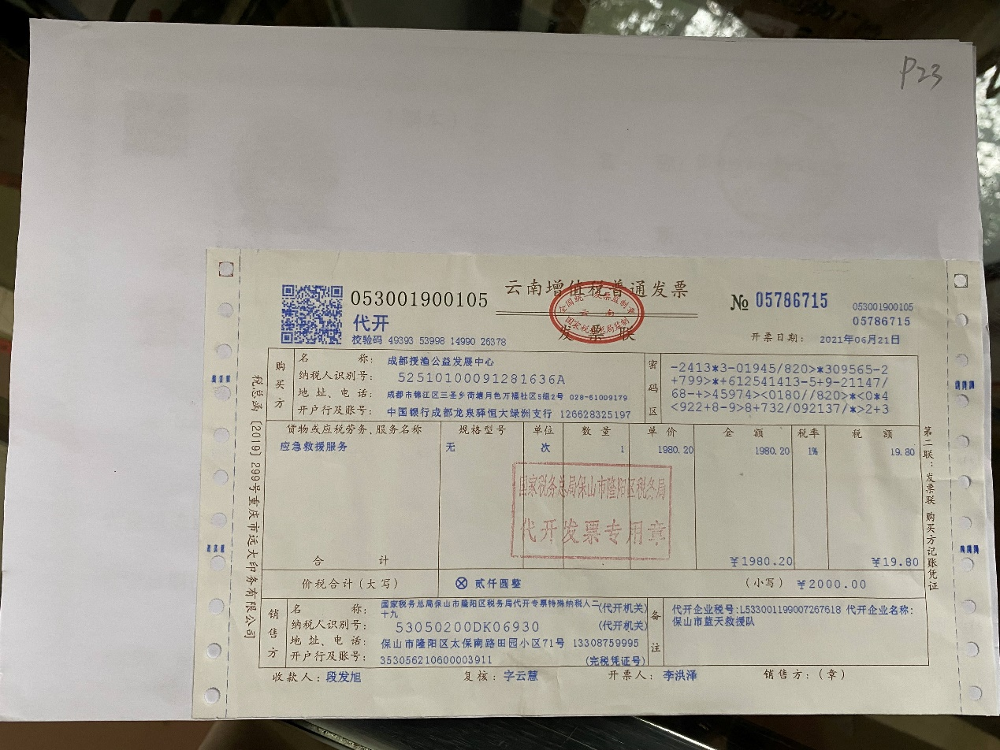 P23
云南增值税普通发票
053001900105
№ 05786715
053001900105
05786715
代开
发票联
全国统一发票监制章
云南
国家税务总局监制
校验码 49393 53998 14990 26378
开票日期: 2021年06月21日
购买方
名称: 成都授渔公益发展中心
纳税人识别号: 52510100091281636A
地址、电话: 成都市锦江区三圣乡荷塘月色万福社区5组2号 028-61009179
开户行及账号: 中国银行成都龙泉驿恒大绿洲支行 126628325197
密码区
-2413*3-01945/820>*309565-2
+799>*+612541413-5+9-21147/
68-+>45974><0180//820>*<0*4
<922+8-9>8+732/092137/*>2+3
货物或应税劳务、服务名称 规格型号 单位 数量 单价 金额 税率 税额
应急救援服务 无 次 1 1980.20 1980.20 1% 19.80
国家税务总局保山市隆阳区税务局
代开发票专用章
合计 ¥1980.20 ¥19.80
价税合计(大写) ⊗ 贰仟圆整 (小写) ¥2000.00
销售方
名称: 国家税务总局保山市隆阳区税务局代开专票特殊纳税人二十九(代开机关)
纳税人识别号: 53050200DK06930 (代开机关)
地址、电话: 保山市隆阳区太保南路田园小区71号 13308759995
开户行及账号: 353056210600003911 (完税凭证号)
备注
代开企业税号:L533001199007267618 代开企业名称:
保山市蓝天救援队
收款人: 段发旭 复核: 字云慧 开票人: 李洪泽 销售方: (章)
税总函[2019]299号重庆市远大印务有限公司
第二联: 发票联 购买方记账凭证